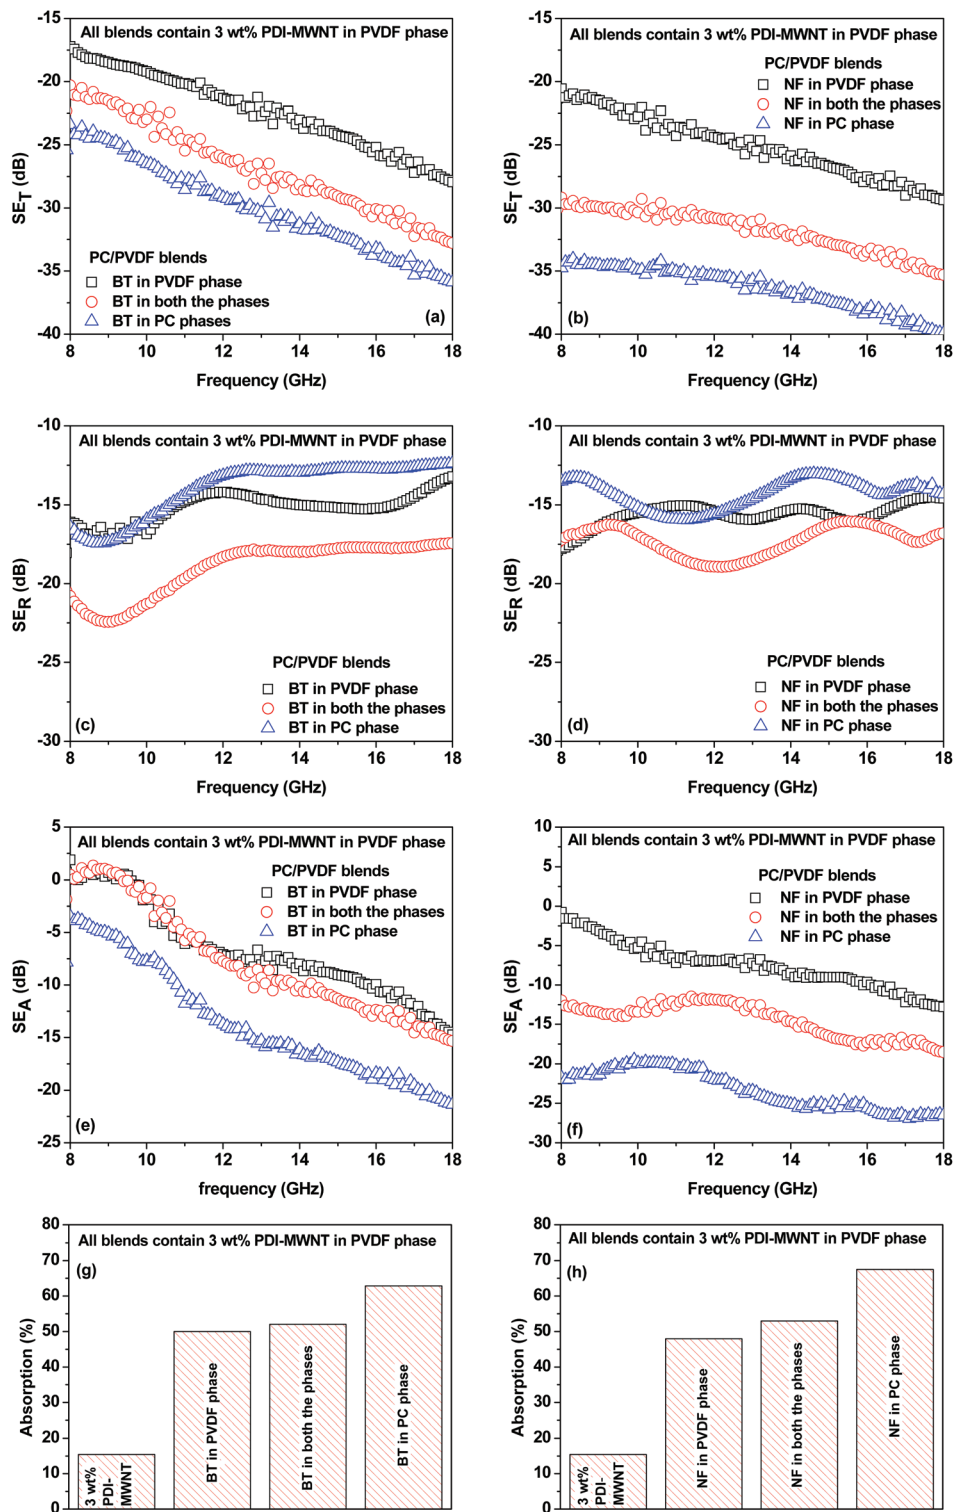 All blends contain 3 wt% PDI-MWNT in PVDF phase
-15
-20
-25
-30
-35
-40
SE_T (dB)
PC/PVDF blends
BT in PVDF phase
BT in both the phases
BT in PC phases
(a)
8 10 12 14 16 18
Frequency (GHz)
All blends contain 3 wt% PDI-MWNT in PVDF phase
-15
-20
-25
-30
-35
-40
SE_T (dB)
PC/PVDF blends
NF in PVDF phase
NF in both the phases
NF in PC phase
(b)
8 10 12 14 16 18
Frequency (GHz)
All blends contain 3 wt% PDI-MWNT in PVDF phase
-10
-15
-20
-25
-30
SE_R (dB)
PC/PVDF blends
BT in PVDF phase
BT in both the phases
BT in PC phase
(c)
8 10 12 14 16 18
Frequency (GHz)
All blends contain 3 wt% PDI-MWNT in PVDF phase
-10
-15
-20
-25
-30
SE_R (dB)
PC/PVDF blends
NF in PVDF phase
NF in both the phases
NF in PC phase
(d)
8 10 12 14 16 18
Frequency (GHz)
All blends contain 3 wt% PDI-MWNT in PVDF phase
5
0
-5
-10
-15
-20
-25
SE_A (dB)
PC/PVDF blends
BT in PVDF phase
BT in both the phases
BT in PC phase
(e)
8 10 12 14 16 18
frequency (GHz)
All blends contain 3 wt% PDI-MWNT in PVDF phase
10
5
0
-5
-10
-15
-20
-25
-30
SE_A (dB)
PC/PVDF blends
NF in PVDF phase
NF in both the phases
NF in PC phase
(f)
8 10 12 14 16 18
Frequency (GHz)
All blends contain 3 wt% PDI-MWNT in PVDF phase
(g)
80
70
60
50
40
30
20
10
0
Absorption (%)
3 wt%
PDI-
MWNT
BT in PVDF phase
BT in both the phases
BT in PC phase
All blends contain 3 wt% PDI-MWNT in PVDF phase
(h)
80
70
60
50
40
30
20
10
0
Absorption (%)
3 wt%
PDI-
MWNT
NF in PVDF phase
NF in both the phases
NF in PC phase